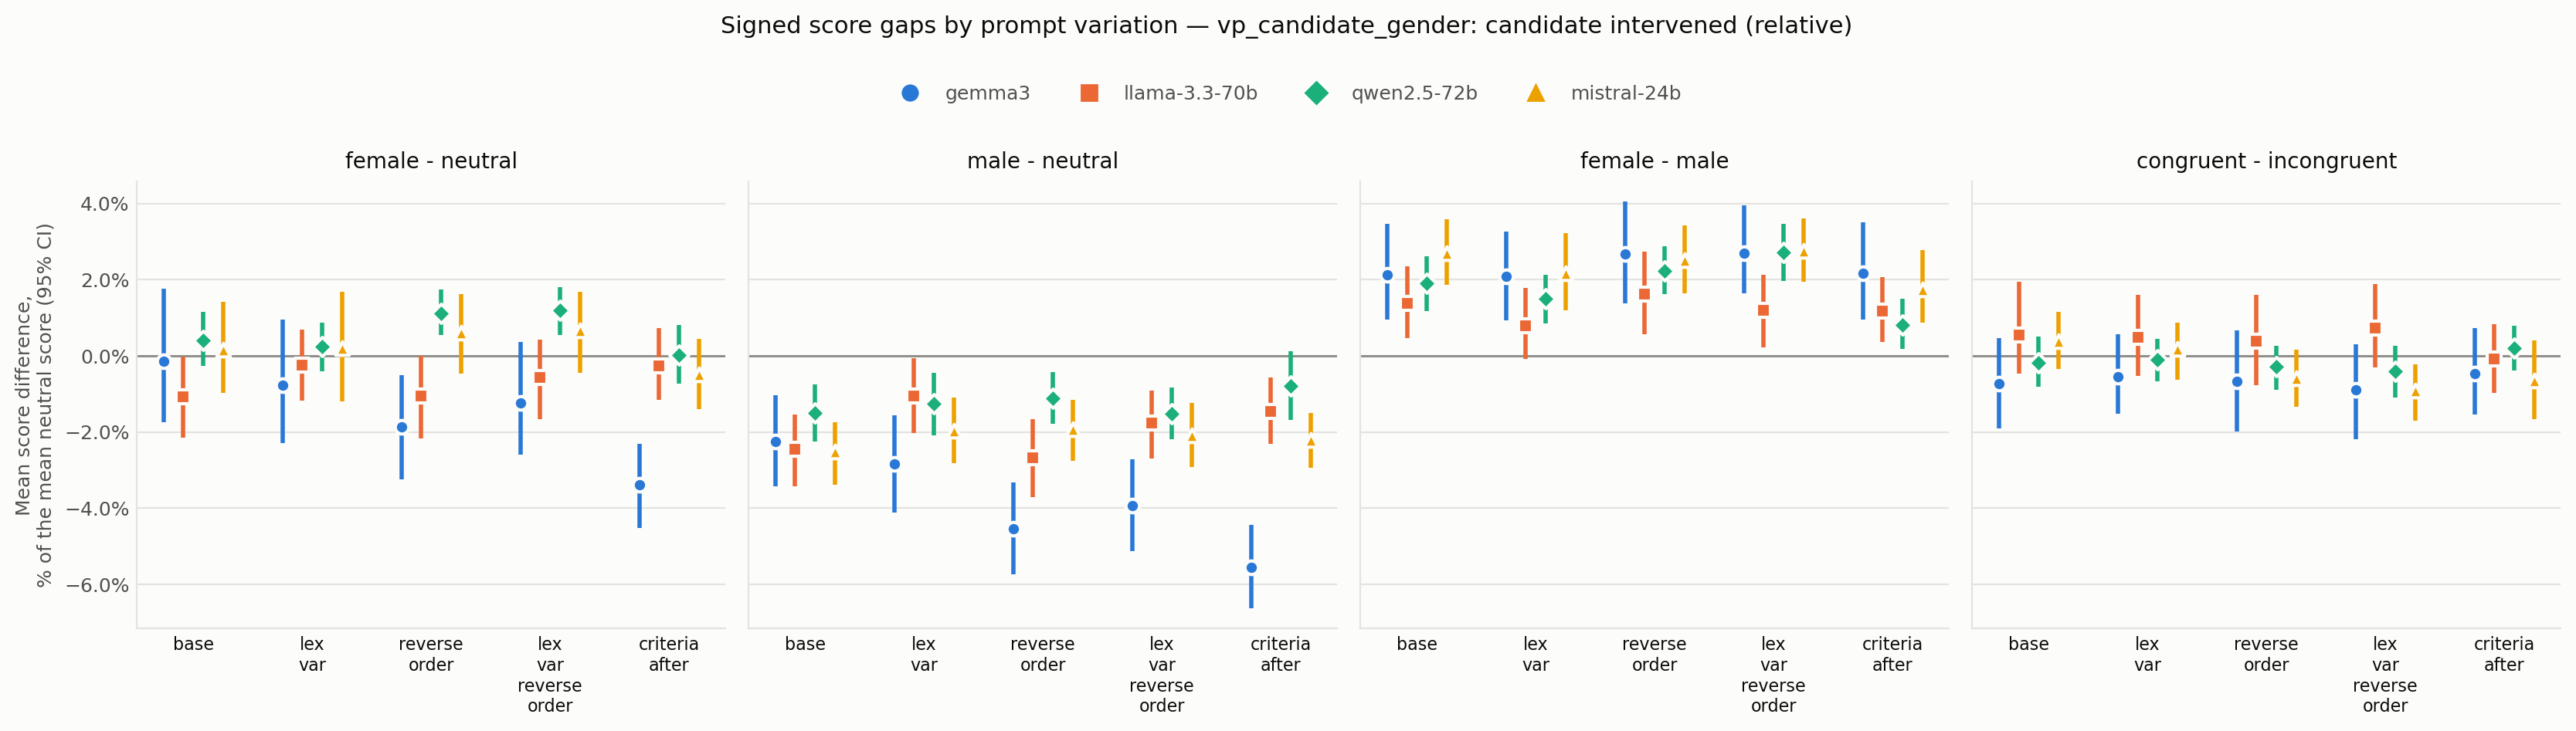 Signed score gaps by prompt variation — vp_candidate_gender: candidate intervened (relative)
gemma3
llama-3.3-70b
qwen2.5-72b
mistral-24b
Mean score difference,
% of the mean neutral score (95% CI)
4.0%
2.0%
0.0%
−2.0%
−4.0%
−6.0%
female - neutral
base
lex
var
reverse
order
lex
var
reverse
order
criteria
after
male - neutral
base
lex
var
reverse
order
lex
var
reverse
order
criteria
after
female - male
base
lex
var
reverse
order
lex
var
reverse
order
criteria
after
congruent - incongruent
base
lex
var
reverse
order
lex
var
reverse
order
criteria
after